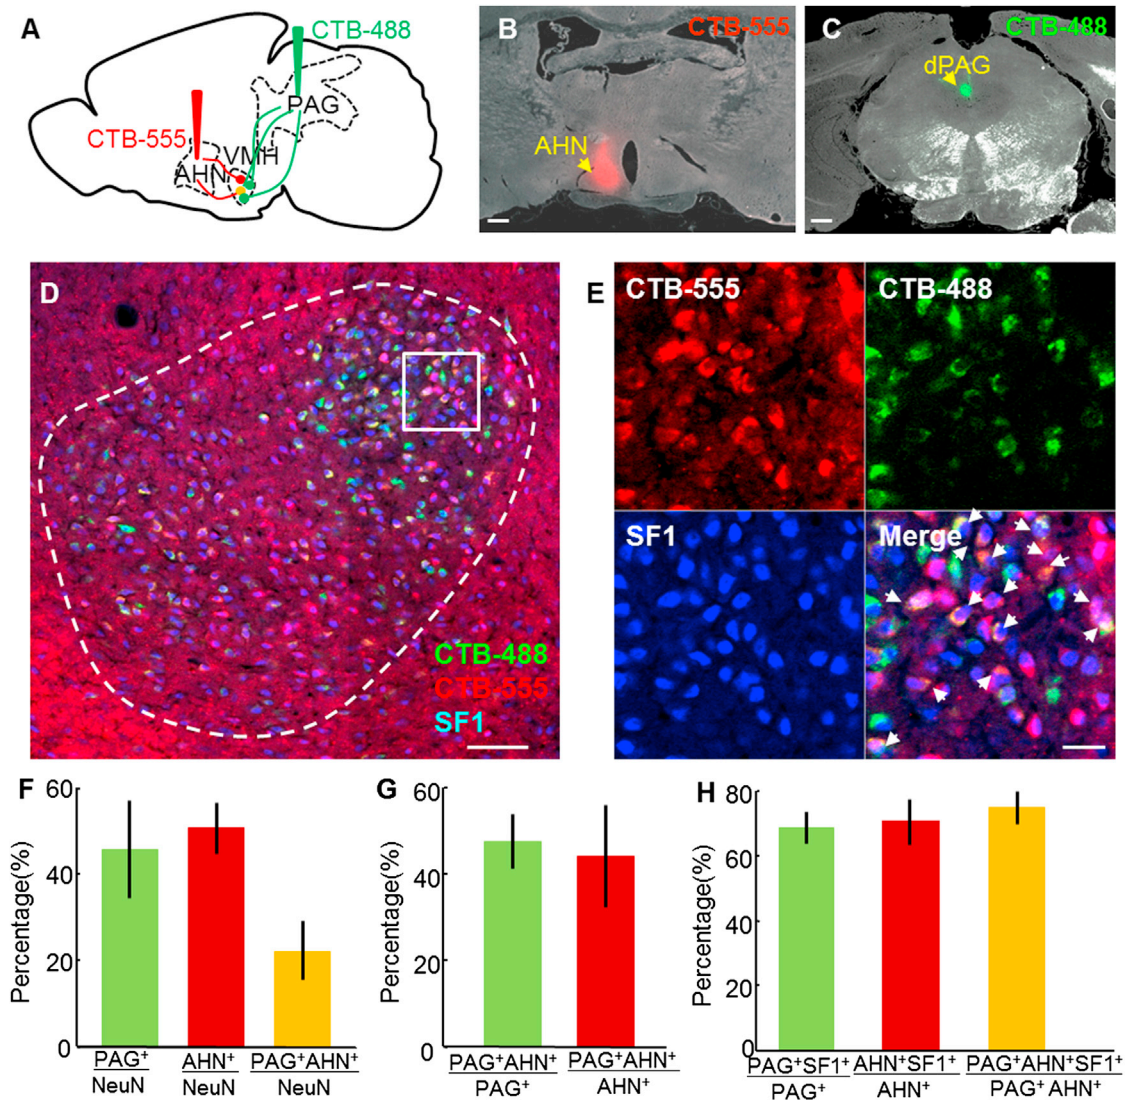 A
CTB-488
PAG
CTB-555
VMH
AHN
B
CTB-555
AHN
C
CTB-488
dPAG
D
CTB-488
CTB-555
SF1
E
CTB-555
CTB-488
SF1
Merge
F
Percentage(%)
60
40
20
0
PAG+
NeuN
AHN+
NeuN
PAG+AHN+
NeuN
G
Percentage(%)
60
40
20
0
PAG+AHN+
PAG+
PAG+AHN+
AHN+
H
Percentage(%)
80
60
40
20
0
PAG+SF1+
PAG+
AHN+SF1+
AHN+
PAG+AHN+SF1+
PAG+AHN+